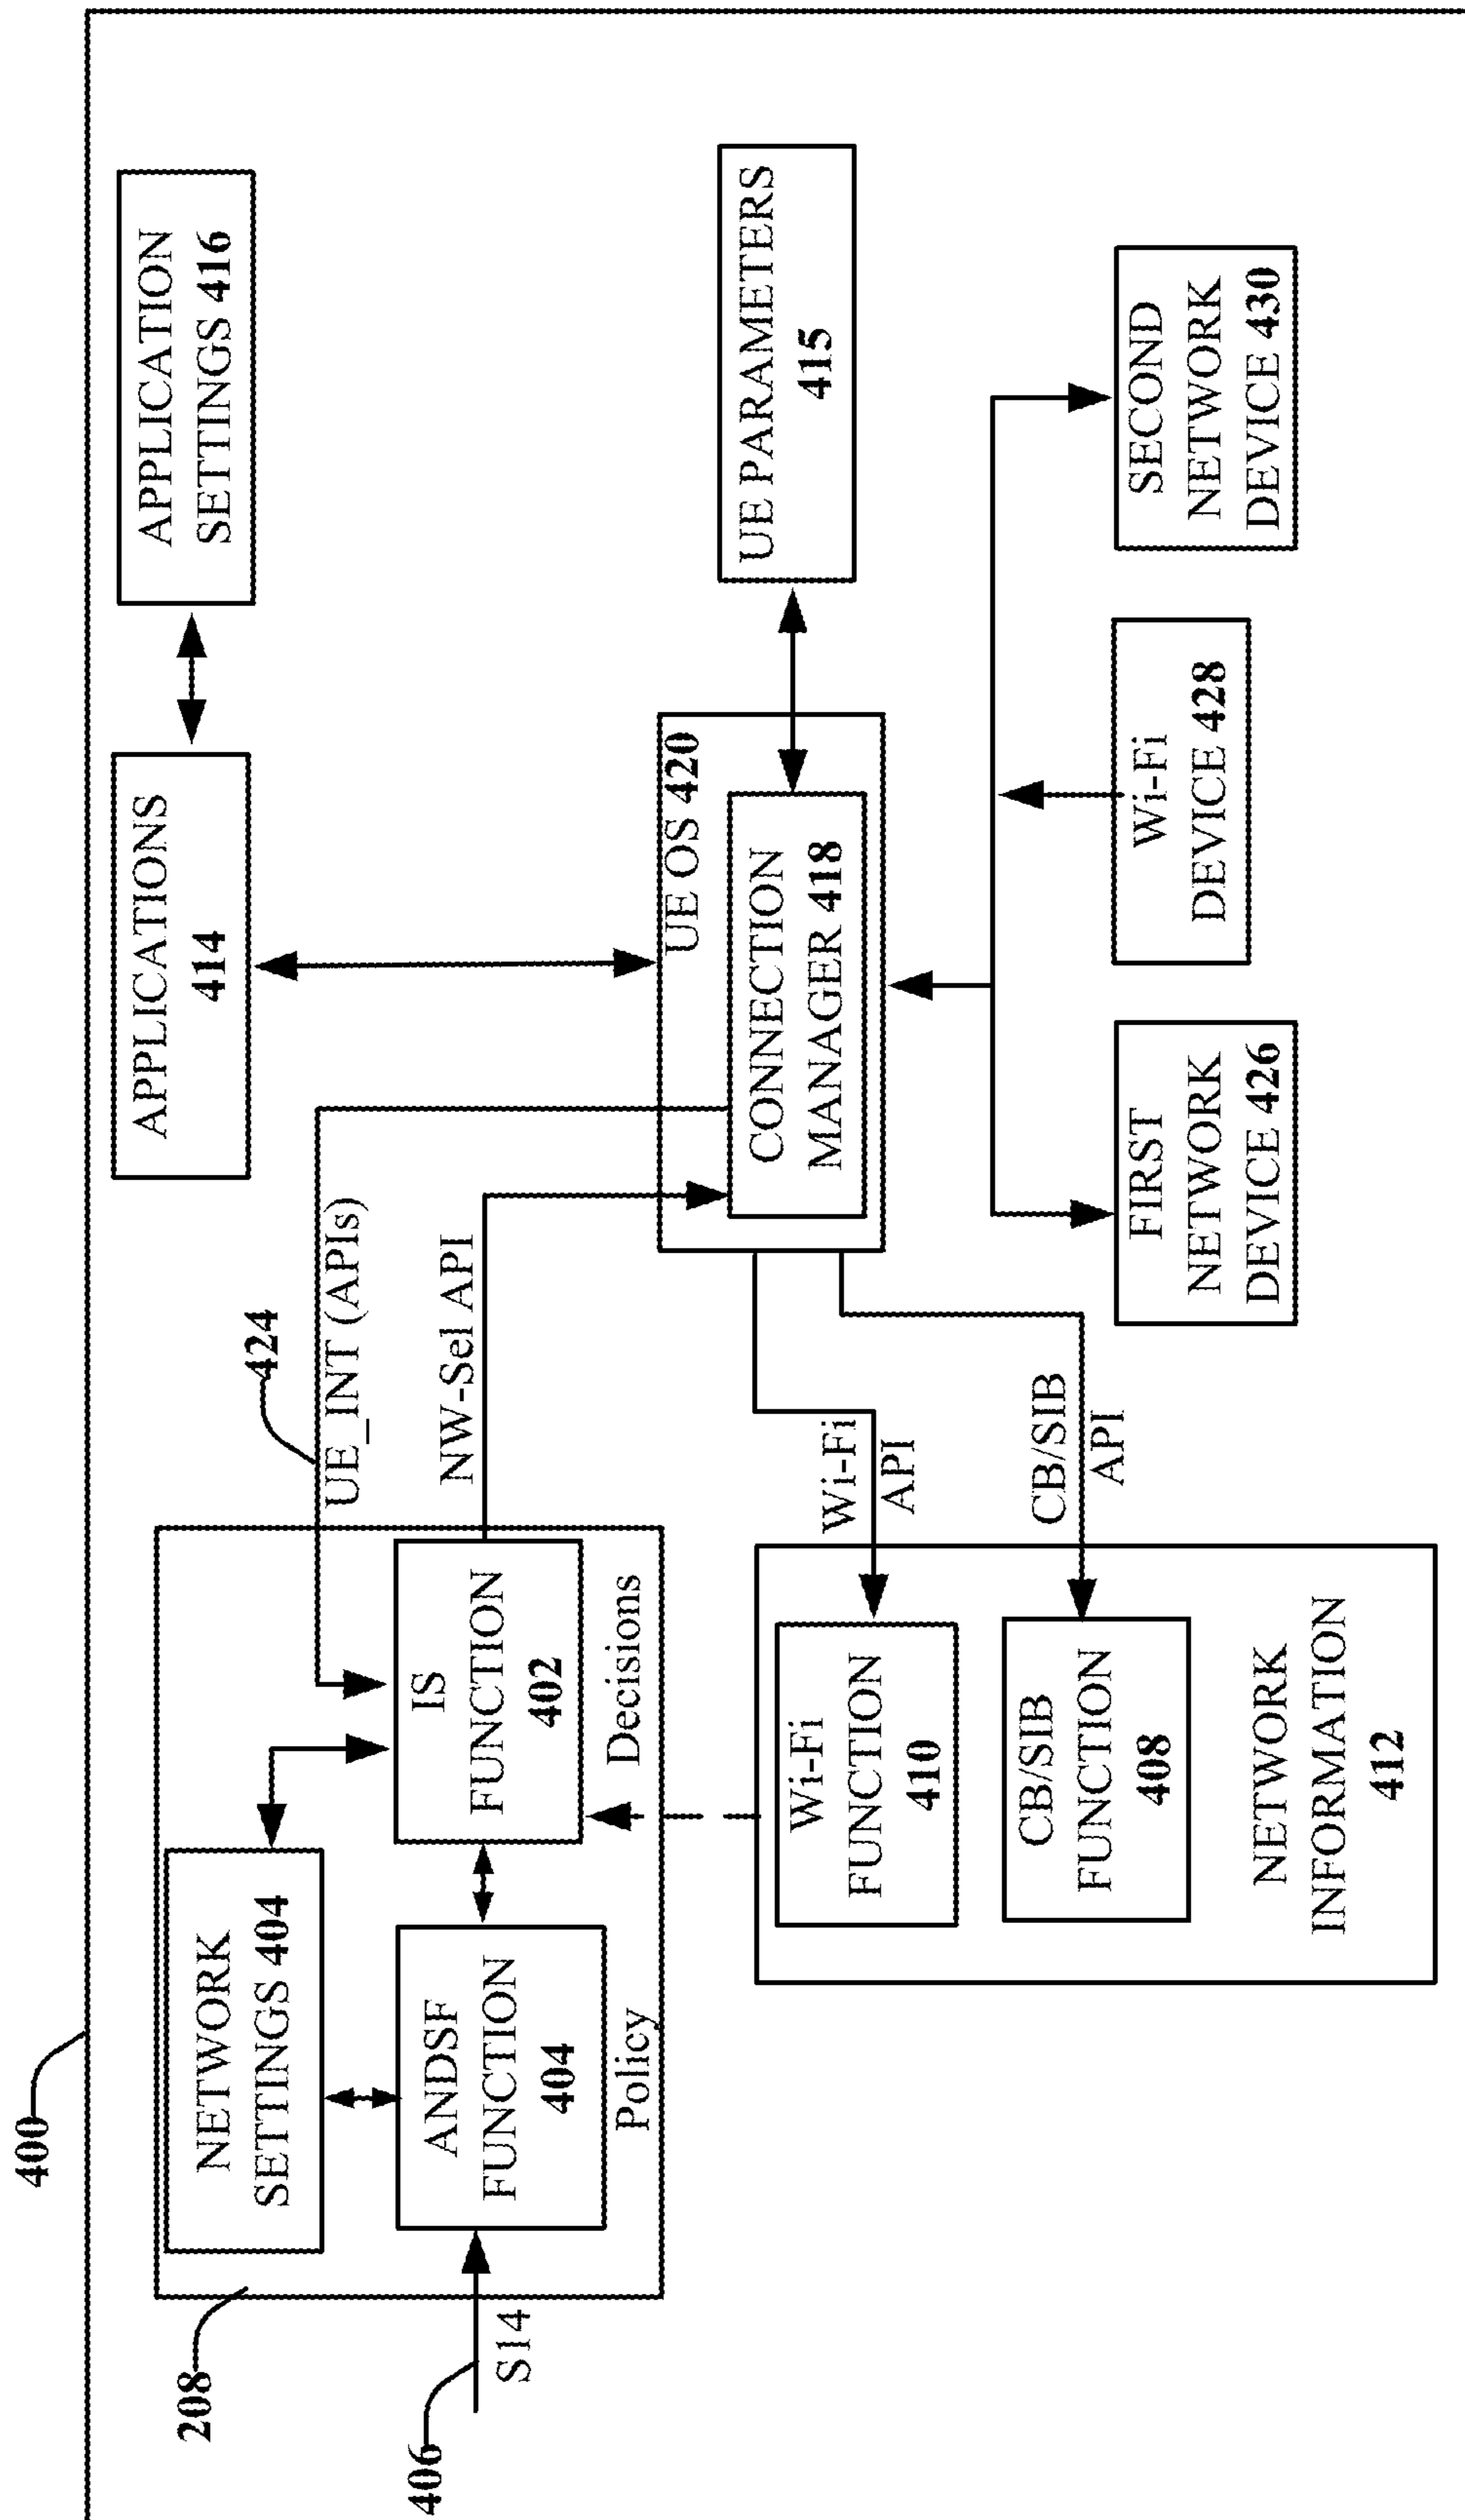 400
208
406
S14
NETWORK
SETTINGS 404
ANDSF
FUNCTION
404
Policy
IS
FUNCTION
402
Decisions
424
UE_INT (APIs)
NW-Sel API
APPLICATIONS
414
APPLICATION
SETTINGS 416
UE OS 420
CONNECTION
MANAGER 418
UE PARAMETERS
415
Wi-Fi
API
CB/SIB
API
Wi-Fi
FUNCTION
410
CB/SIB
FUNCTION
408
NETWORK
INFORMATION
412
FIRST
NETWORK
DEVICE 426
Wi-Fi
DEVICE 428
SECOND
NETWORK
DEVICE 430